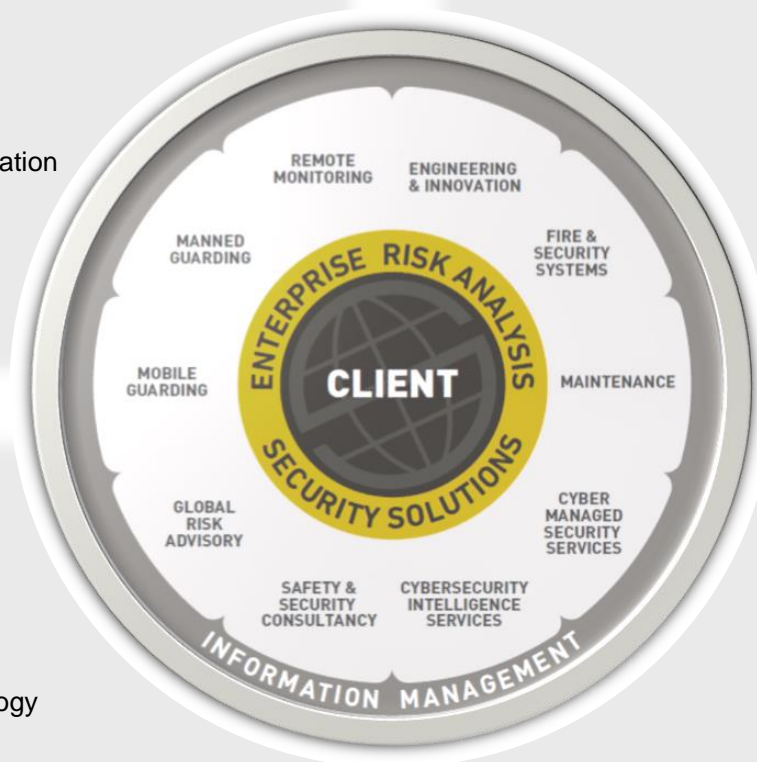 ation
REMOTE
MONITORING
ENGINEERING
& INNOVATION
MANNED
GUARDING
FIRE &
SECURITY
SYSTEMS
ENTERPRISE RISK ANALYSIS
MOBILE
GUARDING
CLIENT
MAINTENANCE
SECURITY SOLUTIONS
GLOBAL
RISK
ADVISORY
CYBER
MANAGED
SECURITY
SERVICES
SAFETY &
SECURITY
CONSULTANCY
CYBERSECURITY
INTELLIGENCE
SERVICES
INFORMATION MANAGEMENT
ogy